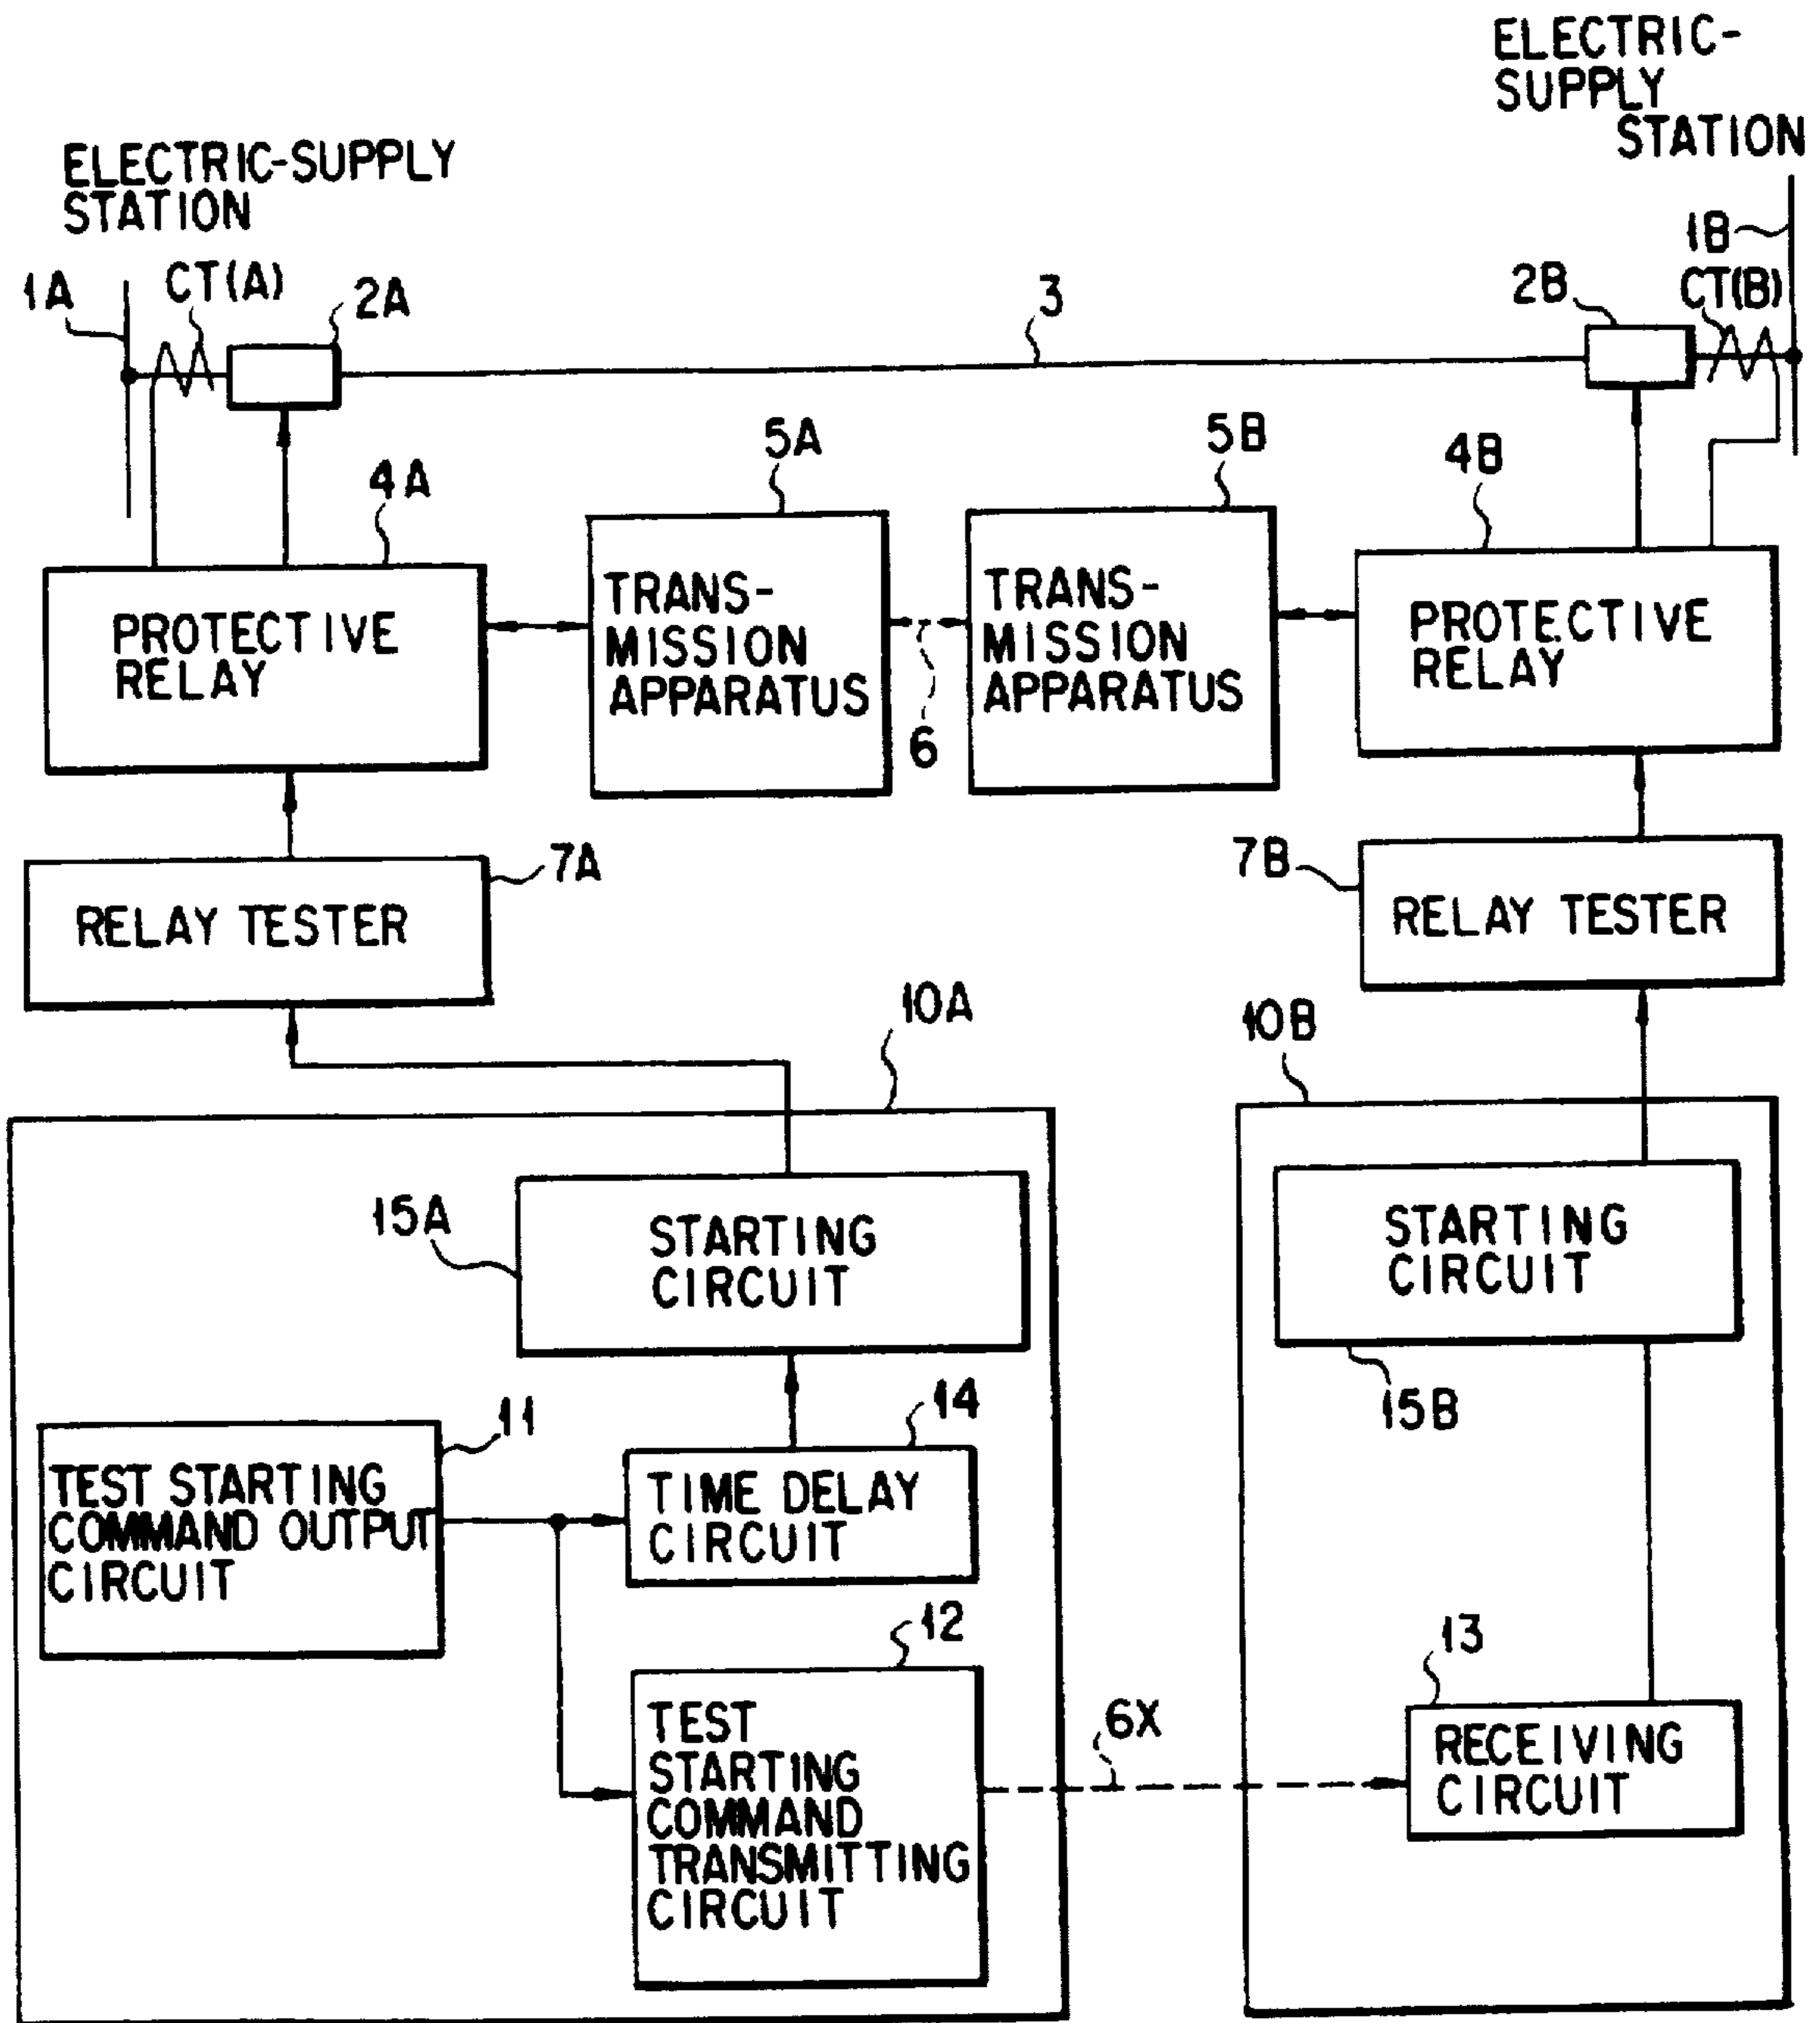 ELECTRIC-
SUPPLY
STATION
ELECTRIC-SUPPLY
STATION
1A
CT(A)
2A
3
2B
1B
CT(B)
4A
5A
5B
4B
PROTECTIVE
RELAY
TRANS-
MISSION
APPARATUS
6
TRANS-
MISSION
APPARATUS
PROTECTIVE
RELAY
7A
RELAY TESTER
7B
RELAY TESTER
10A
10B
15A
STARTING
CIRCUIT
STARTING
CIRCUIT
15B
11
TEST STARTING
COMMAND OUTPUT
CIRCUIT
14
TIME DELAY
CIRCUIT
12
TEST
STARTING
COMMAND
TRANSMITTING
CIRCUIT
6X
13
RECEIVING
CIRCUIT